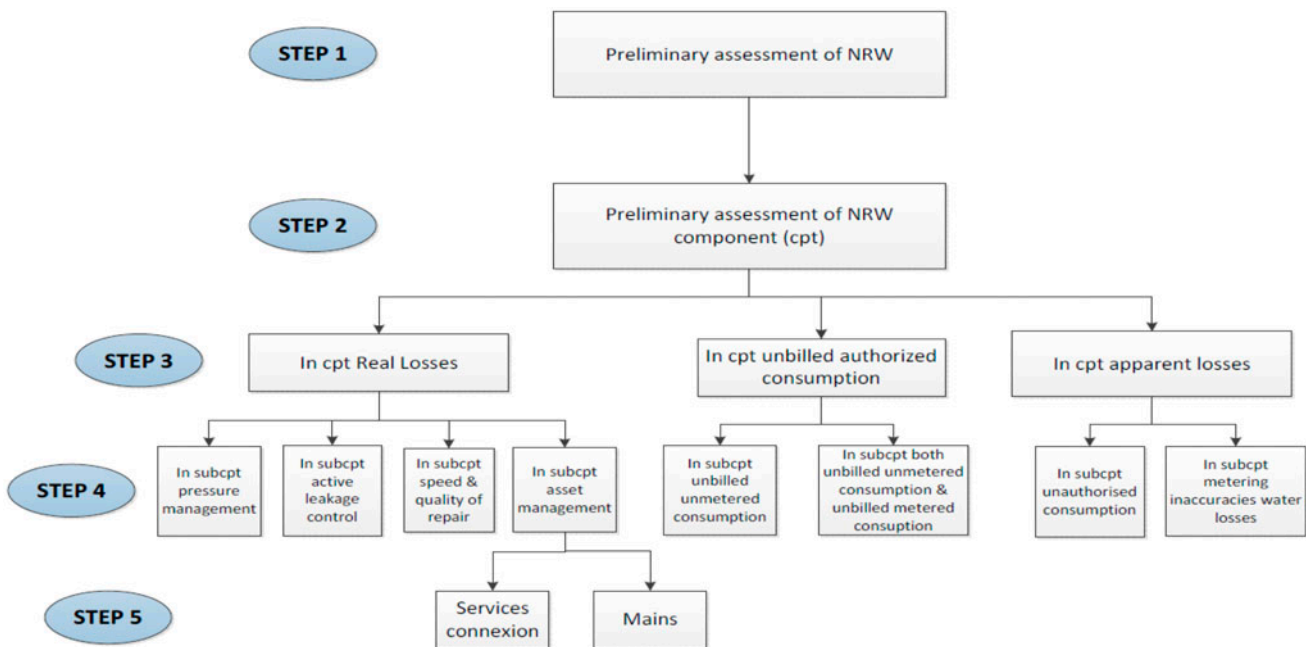 STEP 1
Preliminary assessment of NRW
STEP 2
Preliminary assessment of NRW
component (cpt)
STEP 3
In cpt Real Losses
In cpt unbilled authorized
consumption
In cpt apparent losses
STEP 4
In subcpt
pressure
management
In subcpt
active
leakage
control
In subcpt
speed &
quality of
repair
In subcpt
asset
management
In subcpt
unbilled
unmetered
consumption
In subcpt both
unbilled unmetered
consumption &
unbilled metered
consuption
In subcpt
unauthorised
consumption
In subcpt
metering
inaccuracies water
losses
STEP 5
Services
connexion
Mains